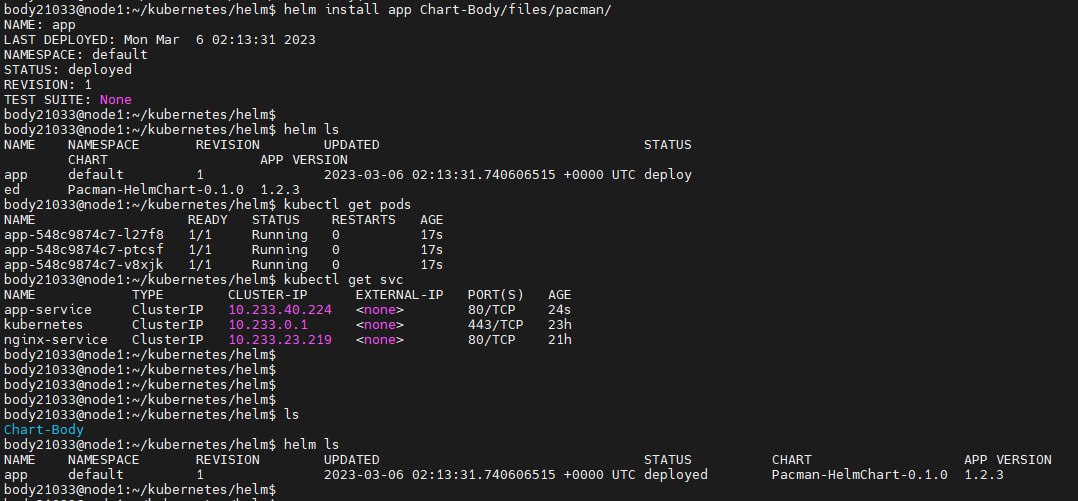 body21033@node1:~/kubernetes/helm$ helm install app Chart-Body/files/pacman/
NAME: app
LAST DEPLOYED: Mon Mar  6 02:13:31 2023
NAMESPACE: default
STATUS: deployed
REVISION: 1
TEST SUITE: None
body21033@node1:~/kubernetes/helm$
body21033@node1:~/kubernetes/helm$ helm ls
NAME    NAMESPACE       REVISION        UPDATED                                 STATUS
        CHART                   APP VERSION
app     default         1               2023-03-06 02:13:31.740606515 +0000 UTC deploy
ed      Pacman-HelmChart-0.1.0  1.2.3
body21033@node1:~/kubernetes/helm$ kubectl get pods
NAME                   READY   STATUS    RESTARTS   AGE
app-548c9874c7-l27f8   1/1     Running   0          17s
app-548c9874c7-ptcsf   1/1     Running   0          17s
app-548c9874c7-v8xjk   1/1     Running   0          17s
body21033@node1:~/kubernetes/helm$ kubectl get svc
NAME            TYPE        CLUSTER-IP      EXTERNAL-IP   PORT(S)   AGE
app-service     ClusterIP   10.233.40.224   <none>        80/TCP    24s
kubernetes      ClusterIP   10.233.0.1      <none>        443/TCP   23h
nginx-service   ClusterIP   10.233.23.219   <none>        80/TCP    21h
body21033@node1:~/kubernetes/helm$
body21033@node1:~/kubernetes/helm$
body21033@node1:~/kubernetes/helm$
body21033@node1:~/kubernetes/helm$
body21033@node1:~/kubernetes/helm$ ls
Chart-Body
body21033@node1:~/kubernetes/helm$ helm ls
NAME    NAMESPACE       REVISION        UPDATED                                 STATUS          CHART                   APP VERSION
app     default         1               2023-03-06 02:13:31.740606515 +0000 UTC deployed        Pacman-HelmChart-0.1.0  1.2.3
body21033@node1:~/kubernetes/helm$